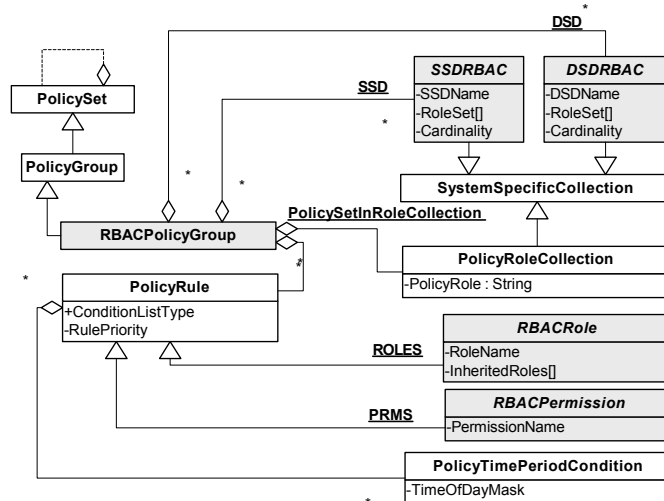 *
DSD
SSDRBAC
-SSDName
-RoleSet[]
-Cardinality
DSDRBAC
-DSDName
-RoleSet[]
-Cardinality
SSD
*
PolicySet
PolicyGroup
*
*
SystemSpecificCollection
PolicySetInRoleCollection
RBACPolicyGroup
PolicyRoleCollection
-PolicyRole : String
*
*
*
PolicyRule
+ConditionListType
-RulePriority
RBACRole
-RoleName
-InheritedRoles[]
ROLES
RBACPermission
-PermissionName
PRMS
PolicyTimePeriodCondition
-TimeOfDayMask
*